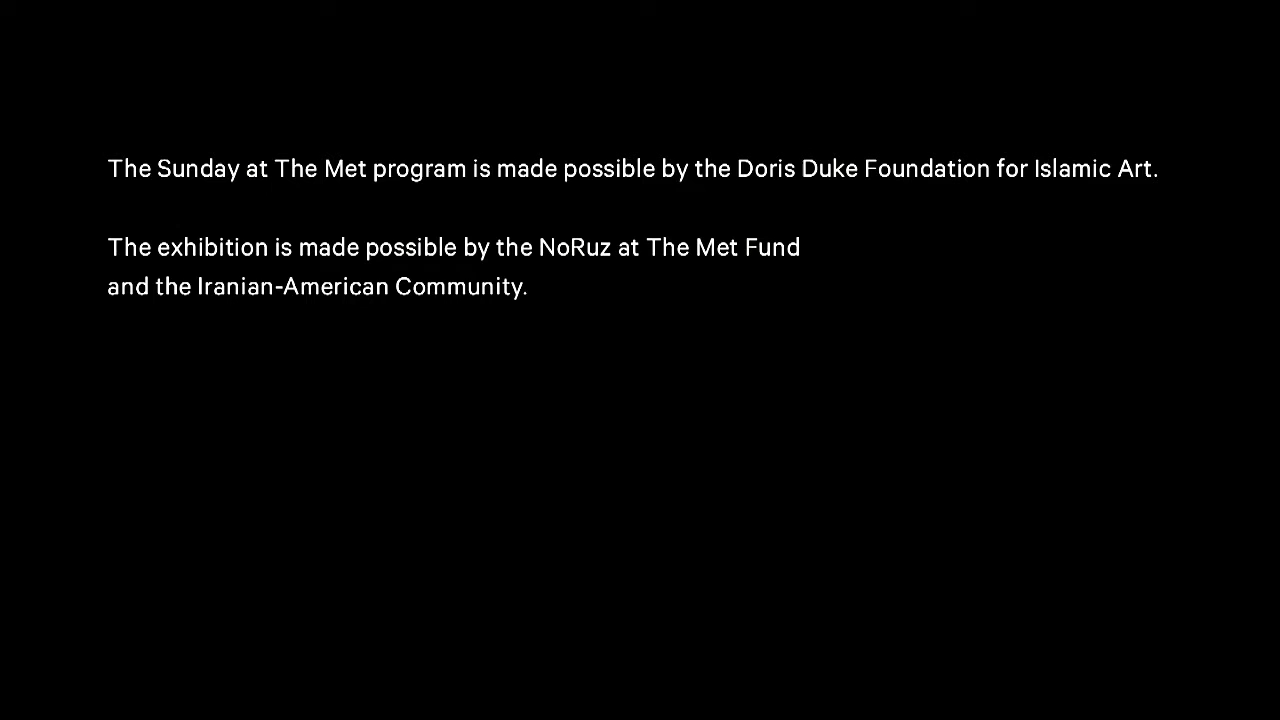 The Sunday at The Met program is made possible by the Doris Duke Foundation for Islamic Art.
The exhibition is made possible by the NoRuz at The Met Fund
and the Iranian-American Community.